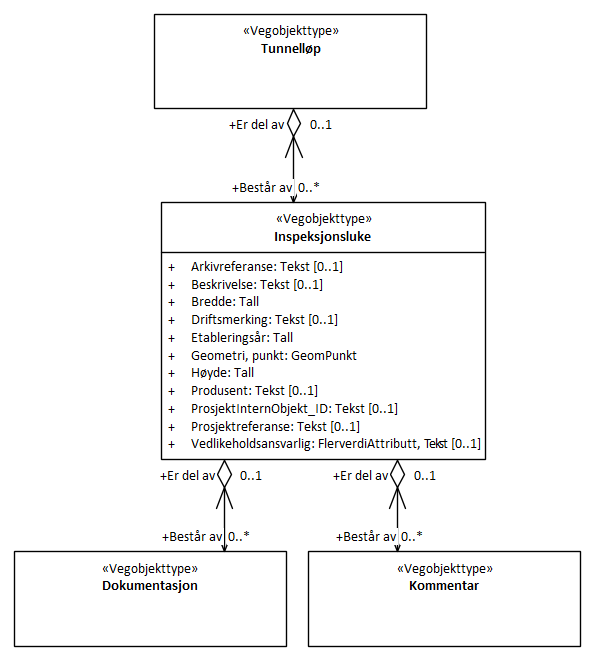 «Vegobjekttype»
Tunnelløp
+Er del av 0..1
+Består av 0..*
«Vegobjekttype»
Inspeksjonsluke
+ Arkivreferanse: Tekst [0..1]
+ Beskrivelse: Tekst [0..1]
+ Bredde: Tall
+ Driftsmerking: Tekst [0..1]
+ Etableringsår: Tall
+ Geometri, punkt: GeomPunkt
+ Høyde: Tall
+ Produsent: Tekst [0..1]
+ ProsjektInternObjekt_ID: Tekst [0..1]
+ Prosjektreferanse: Tekst [0..1]
+ Vedlikeholdsansvarlig: FlerverdiAttributt, Tekst [0..1]
+Er del av 0..1 +Er del av 0..1
+Består av 0..* +Består av 0..*
«Vegobjekttype»
Dokumentasjon
«Vegobjekttype»
Kommentar